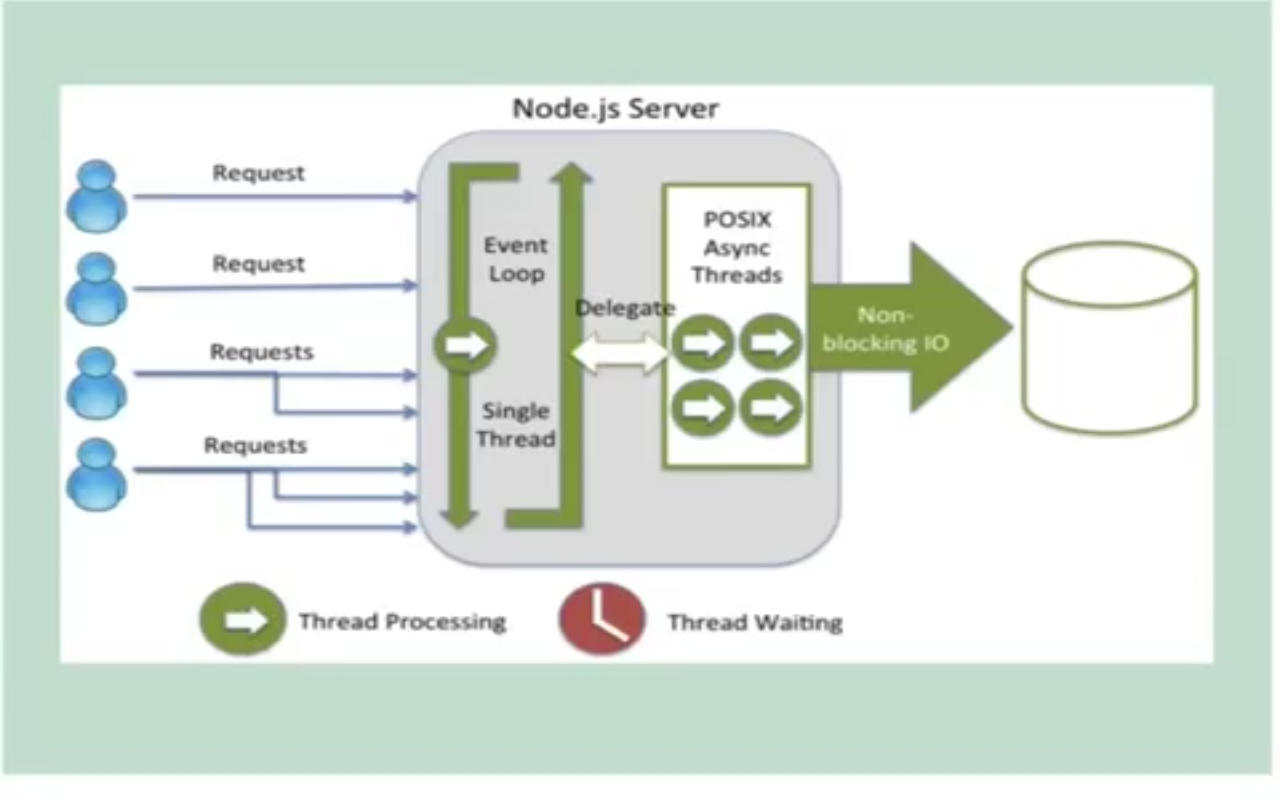 Node.js Server
Request
Request
Requests
Requests
Event
Loop
Single
Thread
Delegate
POSIX
Async
Threads
Non-
blocking IO
Thread Processing
Thread Waiting